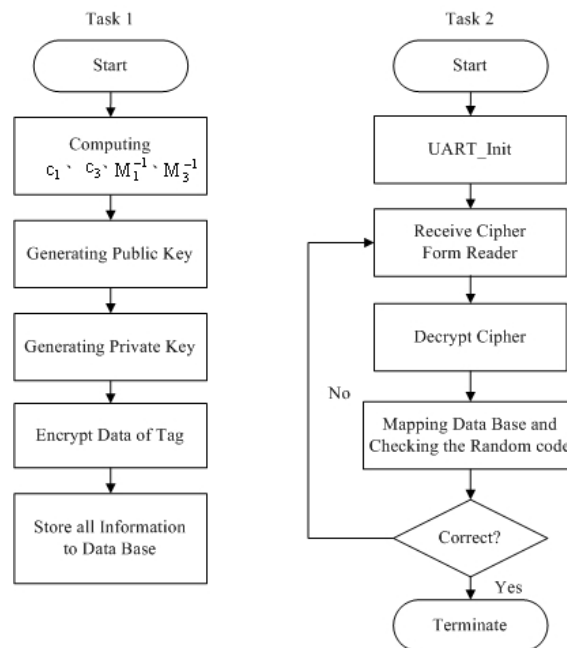 Task 1
Start
Computing
c₁、 c₃、M₁⁻¹、M₃⁻¹
Generating Public Key
Generating Private Key
Encrypt Data of Tag
Store all Information
to Data Base
Task 2
Start
UART_Init
Receive Cipher
Form Reader
Decrypt Cipher
No
Mapping Data Base and
Checking the Random code
Correct?
Yes
Terminate